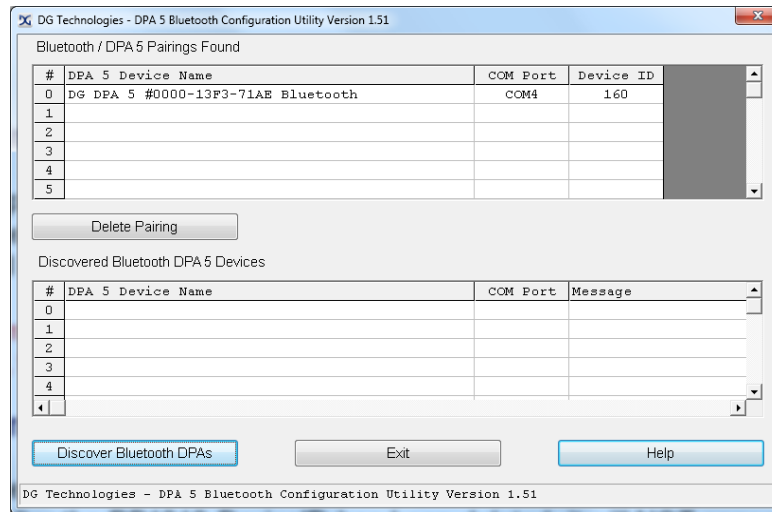 DG Technologies - DPA 5 Bluetooth Configuration Utility Version 1.51
Bluetooth / DPA 5 Pairings Found
# DPA 5 Device Name COM Port Device ID
0 DG DPA 5 #0000-13F3-71AE Bluetooth COM4 160
1
2
3
4
5
Delete Pairing
Discovered Bluetooth DPA 5 Devices
# DPA 5 Device Name COM Port Message
0
1
2
3
4
Discover Bluetooth DPAs Exit Help
DG Technologies - DPA 5 Bluetooth Configuration Utility Version 1.51